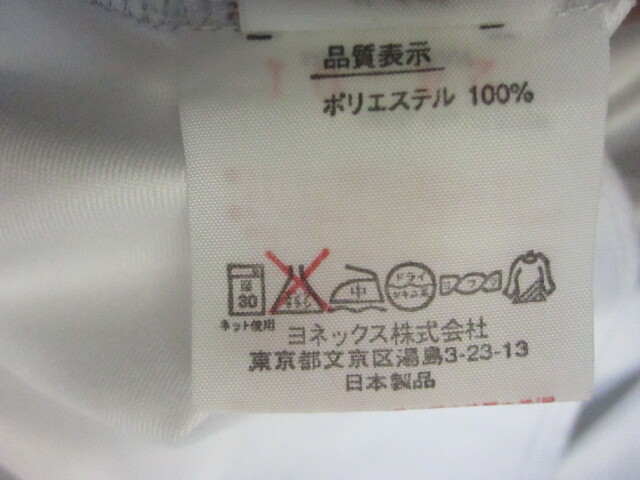 品質表示
ポリエステル 100%
30
中
ドライ
ネット使用
ヨネックス株式会社
東京都文京区湯島3-23-13
日本製品